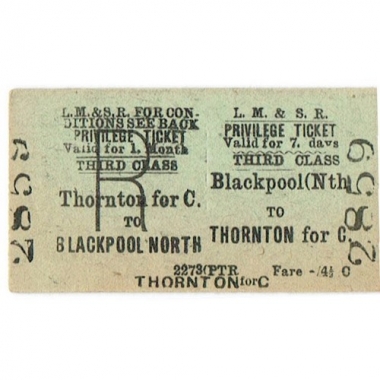 L.M.&S.R. FOR CON-
DITIONS SEE BACK
PRIVILEGE TICKET
Valid for 1. Month
THIRD CLASS
R
Thornton for C.
TO
BLACKPOOL NORTH
L. M. & S. R.
PRIVILEGE TICKET
Valid for 7. days
THIRD CLASS
Blackpool(Nth
TO
THORNTON for C.
2273(PTR Fare -/4½ C
THORNTON for C
2859
2859